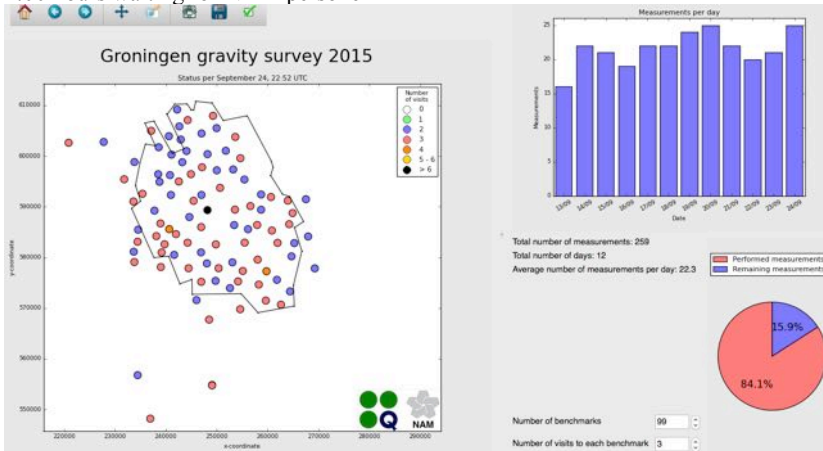 Groningen gravity survey 2015
Status per September 24, 22 52 UTC
Number
of visits
0
1
2
3
4
5 - 6
> 6
y-coordinate
610000
600000
590000
580000
570000
560000
550000
220000 230000 240000 250000 260000 270000 280000 290000
x-coordinate
Q
NAM
Measurements per day
Measurements
25
20
15
10
5
0
13/09 14/09 15/09 16/09 17/09 18/09 19/09 20/09 21/09 22/09 23/09 24/09
Date
Total number of measurements: 259
Total number of days: 12
Average number of measurements per day: 22.3
Performed measurements
Remaining measurements
15.9%
84.1%
Number of benchmarks 99
Number of visits to each benchmark 3